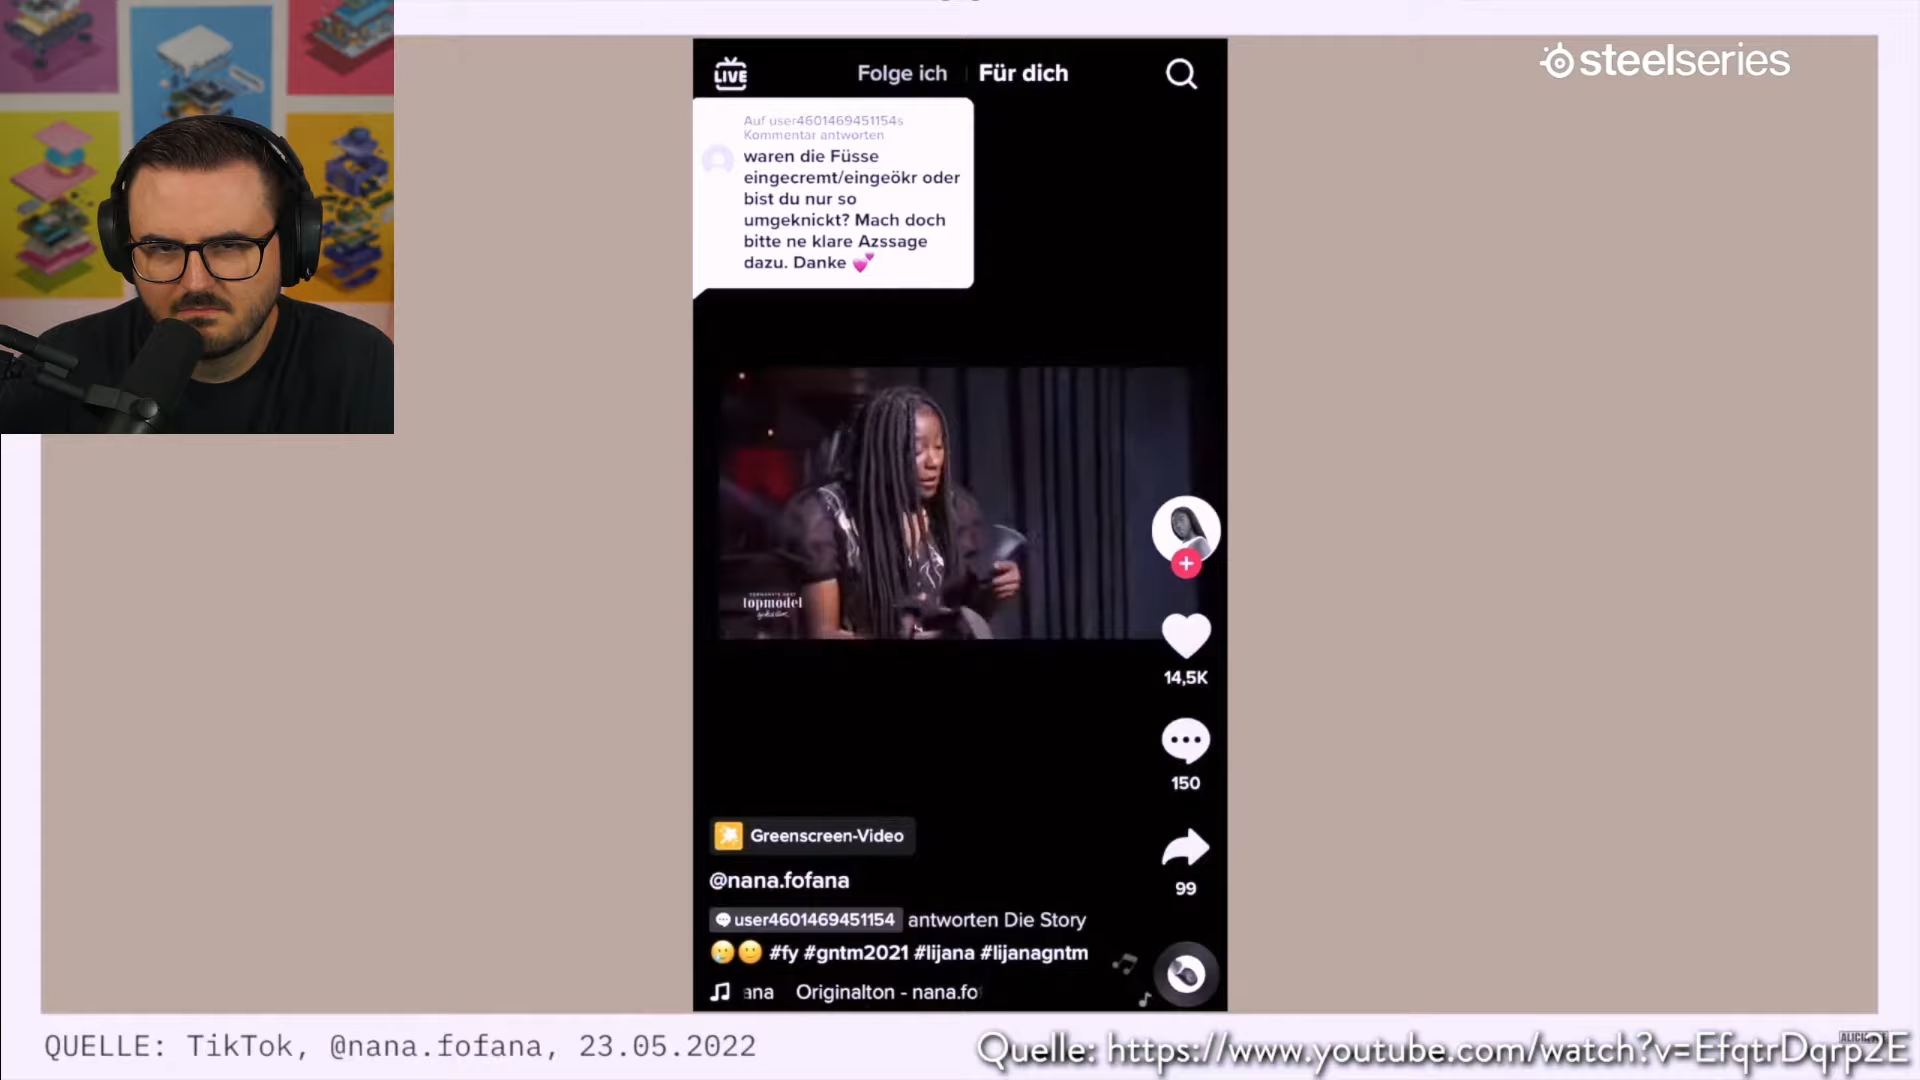 steelseries
LIVE
Folge ich
Für dich
Auf user4601469451154s
Kommentar antworten
waren die Füsse
eingecremt/eingeökr oder
bist du nur so
umgeknickt? Mach doch
bitte ne klare Azssage
dazu. Danke 💕
topmodel
14,5K
150
99
Greenscreen-Video
@nana.fofana
user4601469451154 antworten Die Story
🥲🙂 #fy #gntm2021 #lijana #lijanagntm
ana Originalton - nana.fo
QUELLE: TikTok, @nana.fofana, 23.05.2022
Quelle: https://www.youtube.com/watch?v=EfqtrDqrp2E